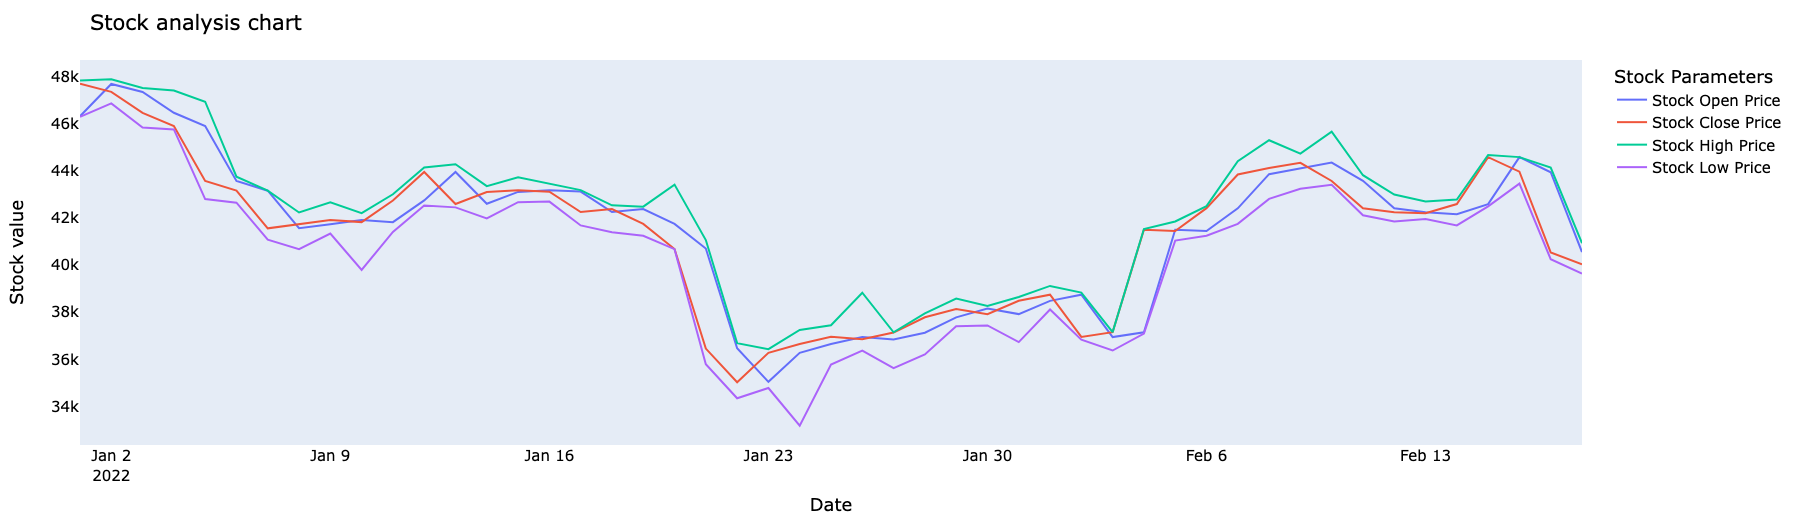 Stock analysis chart
48k
46k
44k
42k
40k
38k
36k
34k
Stock value
Jan 2
2022
Jan 9
Jan 16
Jan 23
Jan 30
Feb 6
Feb 13
Date
Stock Parameters
Stock Open Price
Stock Close Price
Stock High Price
Stock Low Price